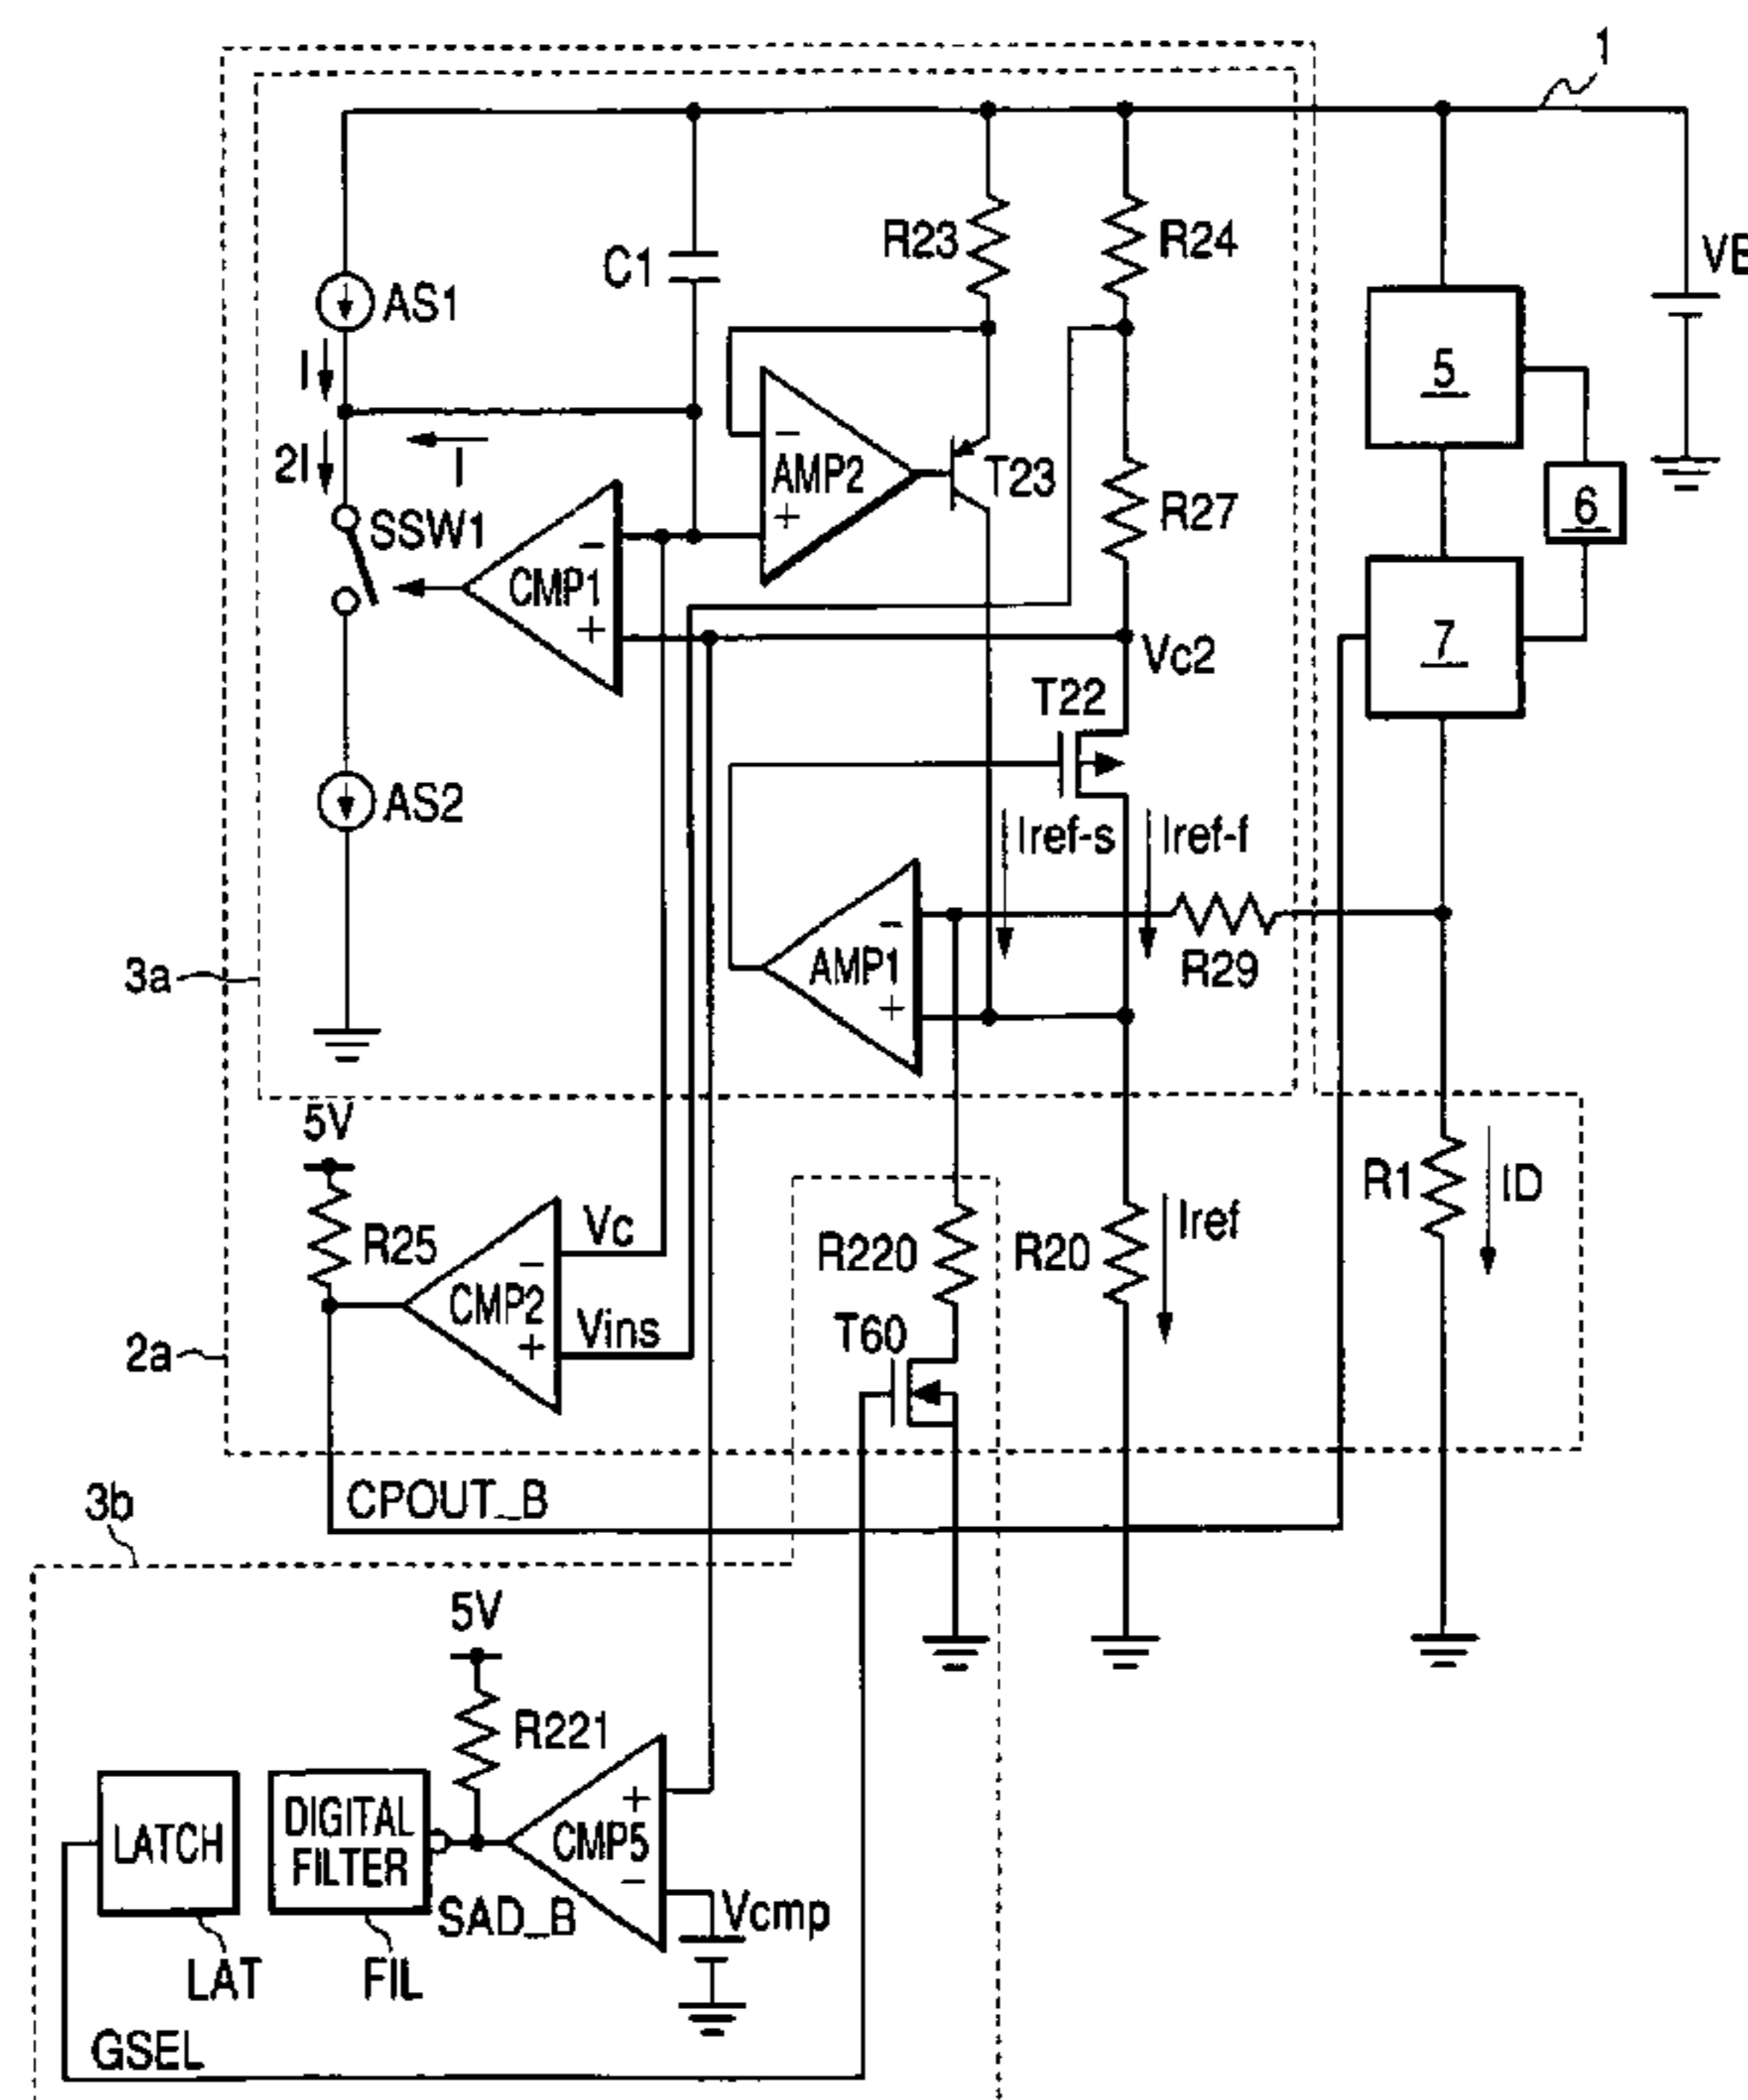 1
R23
R24
C1
VB
AS1
5
I
AMP2
-
+
T23
2I
I
R27
6
SSW1
CMP1
-
+
7
Vc2
T22
AS2
Iref-s
Iref-f
3a
AMP1
-
+
R29
5V
R1
ID
R25
Vc
-
CMP2
+
Vins
R220
R20
Iref
T60
2a
CPOUT_B
3b
5V
R221
LATCH
DIGITAL
FILTER
+
CMP5
-
SAD_B
Vcmp
LAT
FIL
GSEL